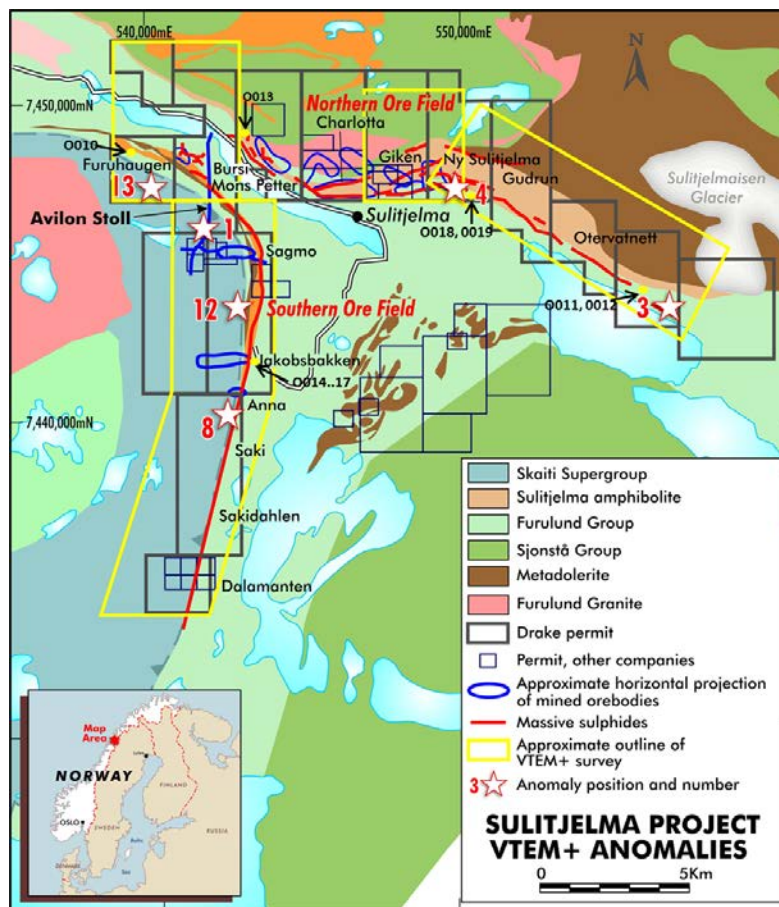 540,000mE
550,000mE
N
7,450,000mN
O013
Northern Ore Field
Charlotta
O010
Furuhaugen
Bursi
Mons Petter
Giken
Ny Sulitjelma
Gudrun
Sulitjelmaisen
Glacier
13
4
Avilon Stoll
1
Sulitjelma
O018, 0019
Otervatnett
Sagmo
12
Southern Ore Field
O011, 0012
3
Jakobsbakken
O014..17
Anna
7,440,000mN
8
Saki
Sakidahlen
Dalamanten
Skaiti Supergroup
Sulitjelma amphibolite
Furulund Group
Sjonstå Group
Metadolerite
Furulund Granite
Drake permit
Permit, other companies
Approximate horizontal projection
of mined orebodies
Massive sulphides
Approximate outline of
VTEM+ survey
3 Anomaly position and number
SULITJELMA PROJECT
VTEM+ ANOMALIES
0 5Km
Map
Area
NORWAY
OSLO
SWEDEN
FINLAND
RUSSIA
Baltic
Sea